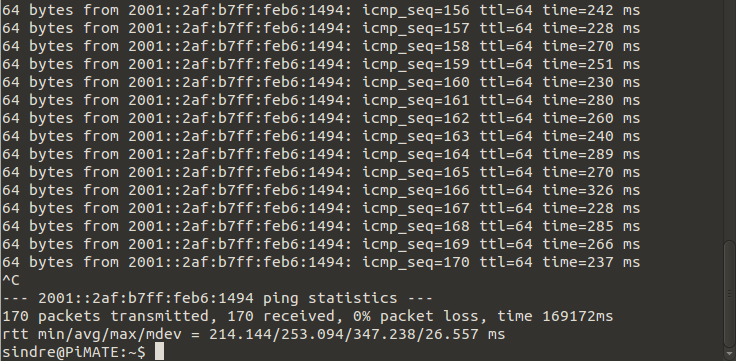 64 bytes from 2001::2af:b7ff:feb6:1494: icmp_seq=156 ttl=64 time=242 ms
64 bytes from 2001::2af:b7ff:feb6:1494: icmp_seq=157 ttl=64 time=228 ms
64 bytes from 2001::2af:b7ff:feb6:1494: icmp_seq=158 ttl=64 time=270 ms
64 bytes from 2001::2af:b7ff:feb6:1494: icmp_seq=159 ttl=64 time=251 ms
64 bytes from 2001::2af:b7ff:feb6:1494: icmp_seq=160 ttl=64 time=230 ms
64 bytes from 2001::2af:b7ff:feb6:1494: icmp_seq=161 ttl=64 time=280 ms
64 bytes from 2001::2af:b7ff:feb6:1494: icmp_seq=162 ttl=64 time=260 ms
64 bytes from 2001::2af:b7ff:feb6:1494: icmp_seq=163 ttl=64 time=240 ms
64 bytes from 2001::2af:b7ff:feb6:1494: icmp_seq=164 ttl=64 time=289 ms
64 bytes from 2001::2af:b7ff:feb6:1494: icmp_seq=165 ttl=64 time=270 ms
64 bytes from 2001::2af:b7ff:feb6:1494: icmp_seq=166 ttl=64 time=326 ms
64 bytes from 2001::2af:b7ff:feb6:1494: icmp_seq=167 ttl=64 time=228 ms
64 bytes from 2001::2af:b7ff:feb6:1494: icmp_seq=168 ttl=64 time=285 ms
64 bytes from 2001::2af:b7ff:feb6:1494: icmp_seq=169 ttl=64 time=266 ms
64 bytes from 2001::2af:b7ff:feb6:1494: icmp_seq=170 ttl=64 time=237 ms
^C
--- 2001::2af:b7ff:feb6:1494 ping statistics ---
170 packets transmitted, 170 received, 0% packet loss, time 169172ms
rtt min/avg/max/mdev = 214.144/253.094/347.238/26.557 ms
sindre@PiMATE:~$